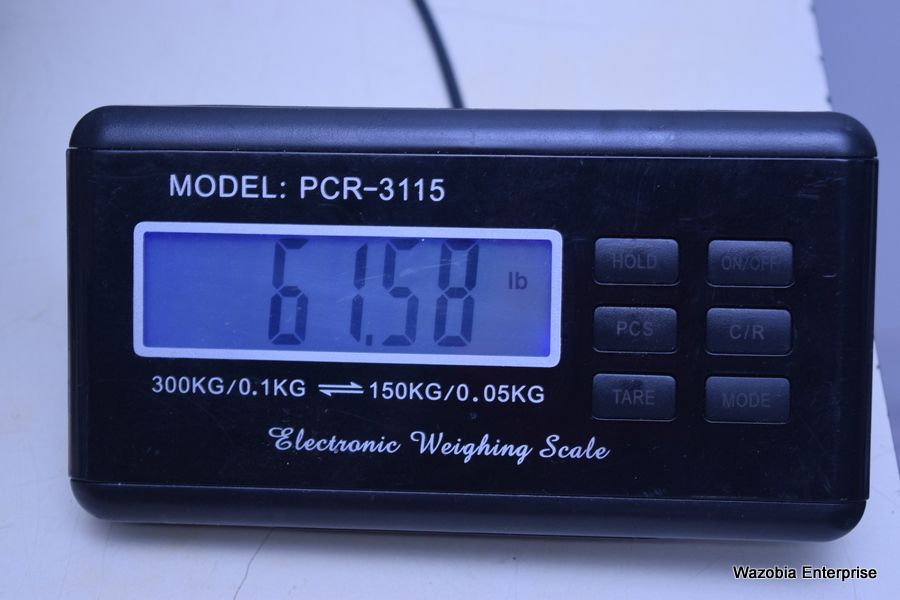 MODEL: PCR-3115
61.58 lb
HOLD ON/OFF
PCS C/R
TARE MODE
300KG/0.1KG ⇌ 150KG/0.05KG
Electronic Weighing Scale
Wazobia Enterprise